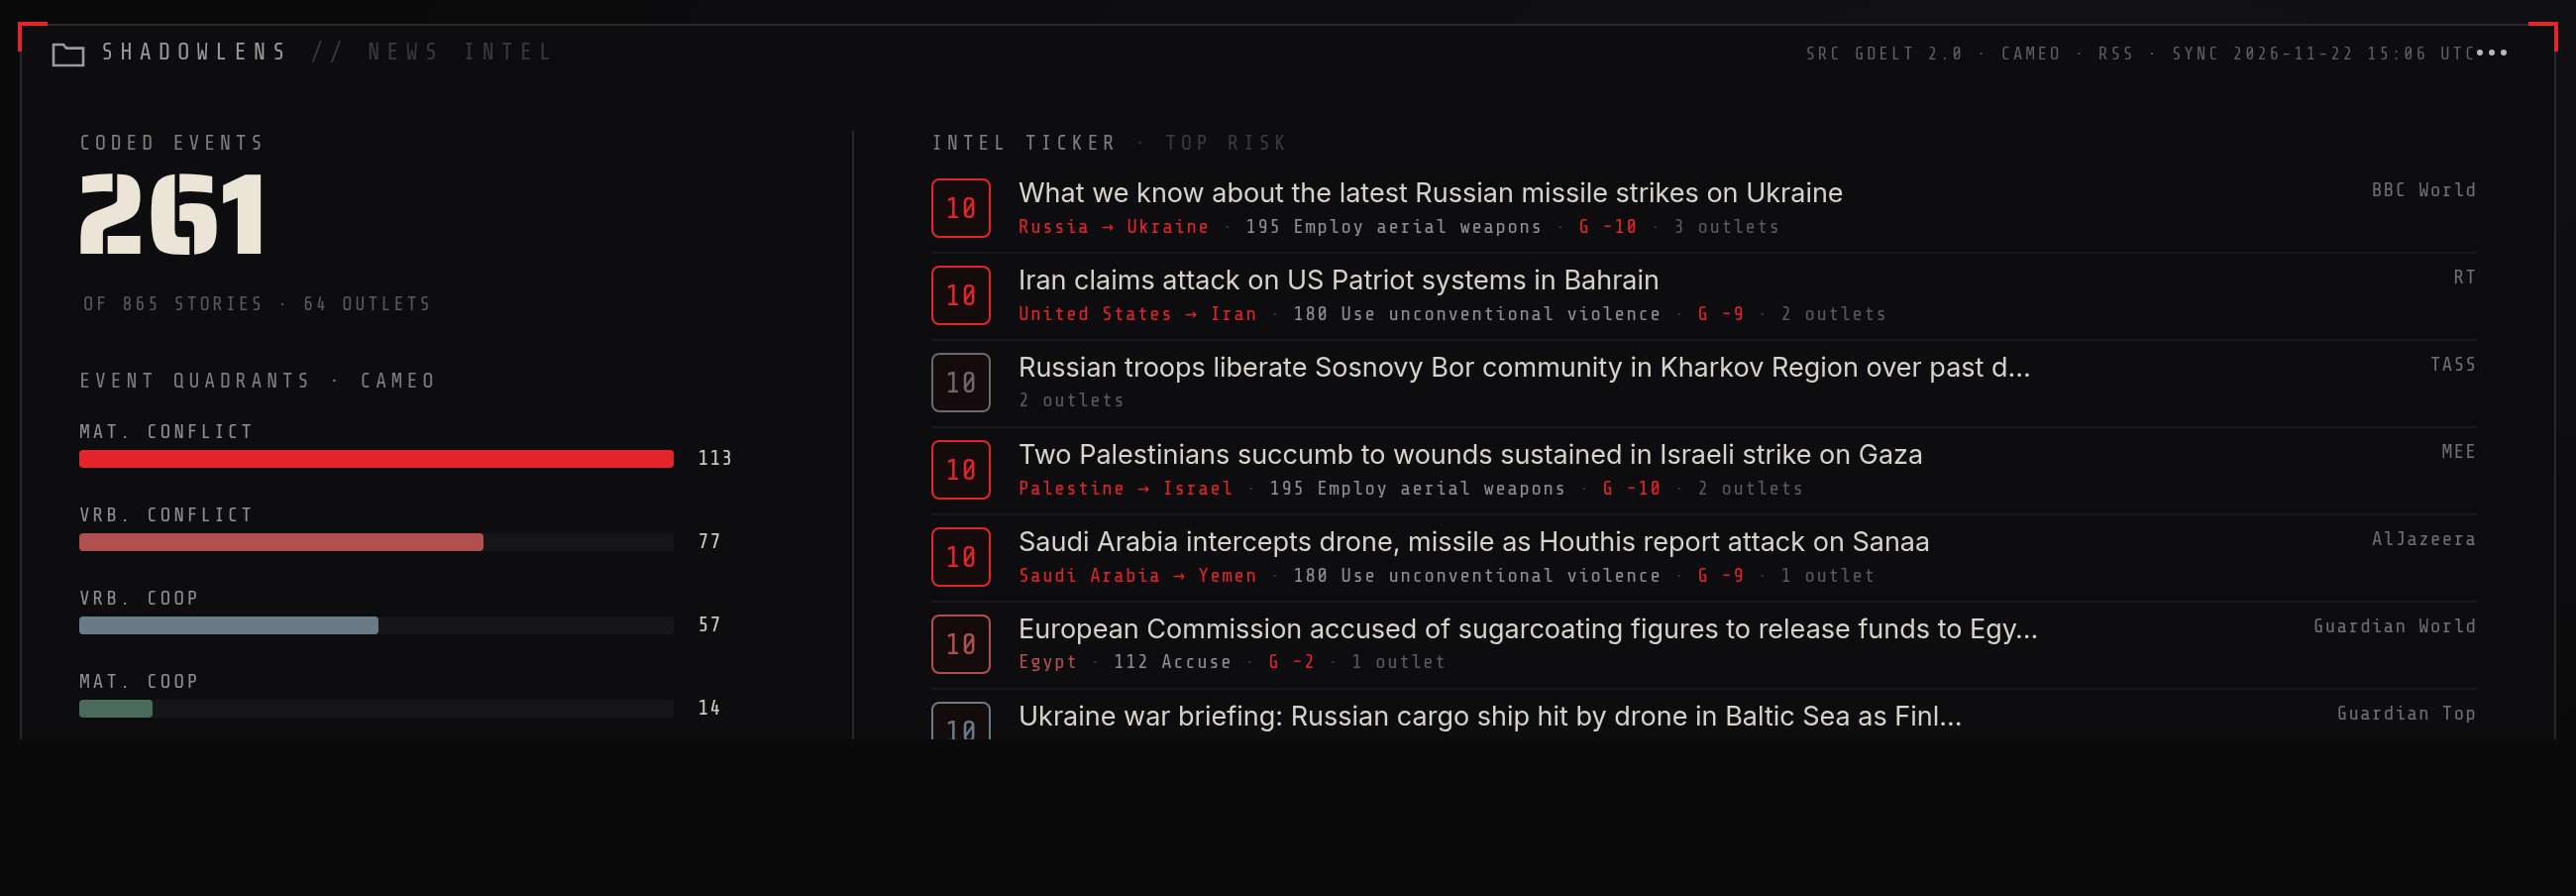 SHADOWLENS // NEWS INTEL
SRC GDELT 2.0 · CAMEO · RSS · SYNC 2026-11-22 15:06 UTC•••
CODED EVENTS
261
OF 865 STORIES · 64 OUTLETS
EVENT QUADRANTS · CAMEO
MAT. CONFLICT
113
VRB. CONFLICT
77
VRB. COOP
57
MAT. COOP
14
INTEL TICKER · TOP RISK
10 What we know about the latest Russian missile strikes on Ukraine BBC World
Russia → Ukraine · 195 Employ aerial weapons · G -10 · 3 outlets
10 Iran claims attack on US Patriot systems in Bahrain RT
United States → Iran · 180 Use unconventional violence · G -9 · 2 outlets
10 Russian troops liberate Sosnovy Bor community in Kharkov Region over past d... TASS
2 outlets
10 Two Palestinians succumb to wounds sustained in Israeli strike on Gaza MEE
Palestine → Israel · 195 Employ aerial weapons · G -10 · 2 outlets
10 Saudi Arabia intercepts drone, missile as Houthis report attack on Sanaa AlJazeera
Saudi Arabia → Yemen · 180 Use unconventional violence · G -9 · 1 outlet
10 European Commission accused of sugarcoating figures to release funds to Egy... Guardian World
Egypt · 112 Accuse · G -2 · 1 outlet
10 Ukraine war briefing: Russian cargo ship hit by drone in Baltic Sea as Finl... Guardian Top